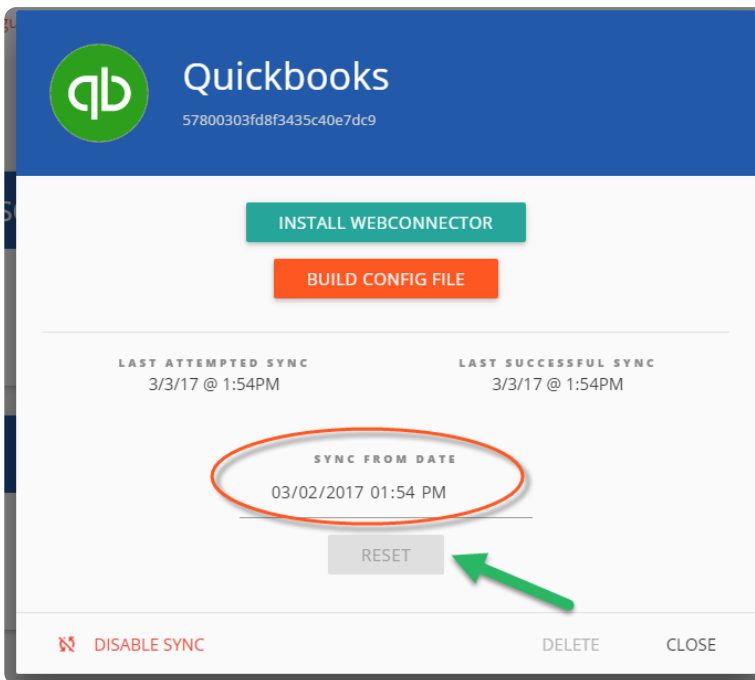 Quickbooks
57800303fd8f3435c40e7dc9
INSTALL WEBCONNECTOR
BUILD CONFIG FILE
LAST ATTEMPTED SYNC
3/3/17 @ 1:54PM
LAST SUCCESSFUL SYNC
3/3/17 @ 1:54PM
SYNC FROM DATE
03/02/2017 01:54 PM
RESET
DISABLE SYNC
DELETE
CLOSE